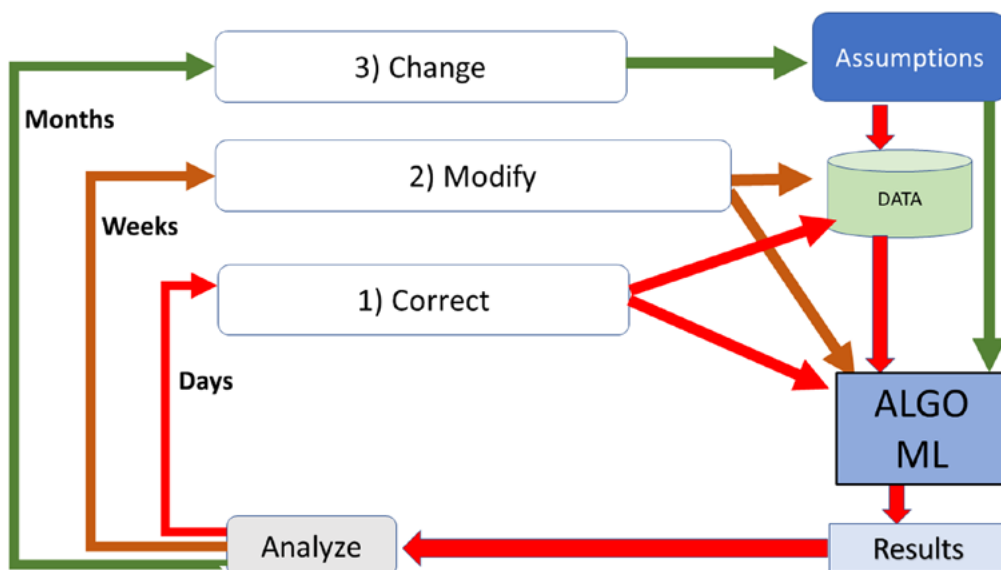 3) Change
Assumptions
Months
2) Modify
DATA
Weeks
1) Correct
Days
ALGO
ML
Analyze
Results